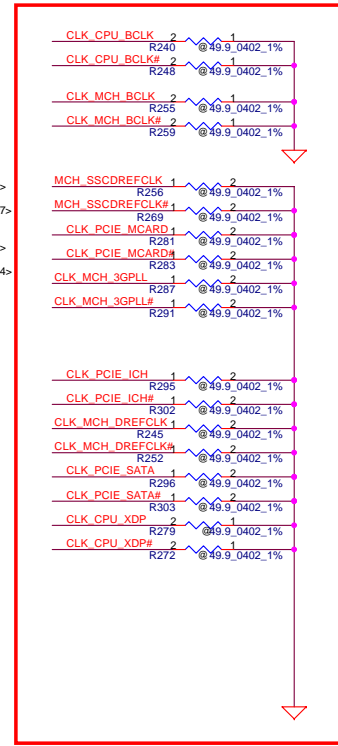 CLK_CPU_BCLK 2 1
R240 @49.9_0402_1%
CLK_CPU_BCLK# 2 1
R248 @49.9_0402_1%
CLK_MCH_BCLK 2 1
R255 @49.9_0402_1%
CLK_MCH_BCLK# 2 1
R259 @49.9_0402_1%
MCH_SSCDREFCLK 1 2
>
R256 @49.9_0402_1%
7> MCH_SSCDREFCLK# 1 2
R269 @49.9_0402_1%
CLK_PCIE_MCARD 1 2
R281 @49.9_0402_1%
>
CLK_PCIE_MCARD# 1 2
R283 @49.9_0402_1%
4>
CLK_MCH_3GPLL 1 2
R287 @49.9_0402_1%
CLK_MCH_3GPLL# 1 2
R291 @49.9_0402_1%
CLK_PCIE_ICH 1 2
R295 @49.9_0402_1%
CLK_PCIE_ICH# 1 2
R302 @49.9_0402_1%
CLK_MCH_DREFCLK 1 2
R245 @49.9_0402_1%
CLK_MCH_DREFCLK# 1 2
R252 @49.9_0402_1%
CLK_PCIE_SATA 1 2
R296 @49.9_0402_1%
CLK_PCIE_SATA# 1 2
R303 @49.9_0402_1%
CLK_CPU_XDP 2 1
R279 @49.9_0402_1%
CLK_CPU_XDP# 2 1
R272 @49.9_0402_1%